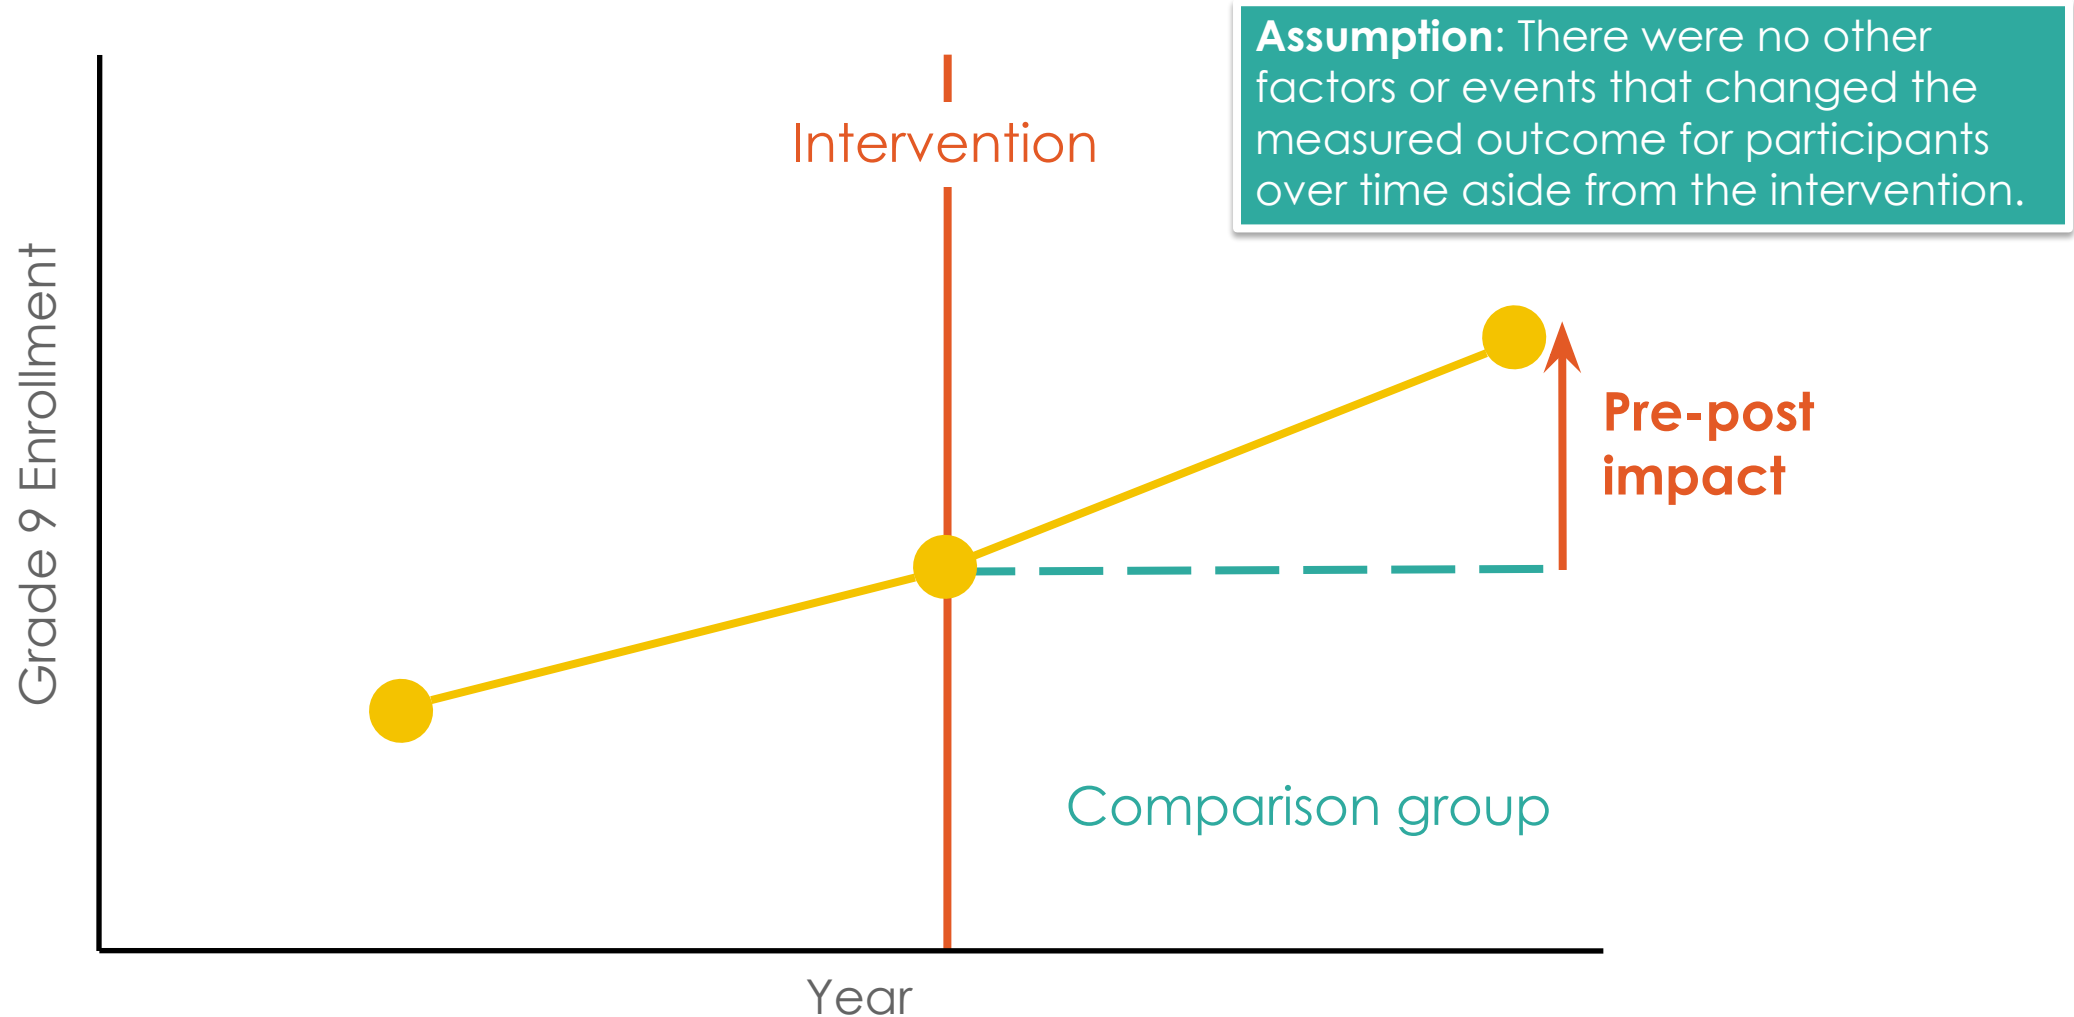 Assumption: There were no other
factors or events that changed the
measured outcome for participants
over time aside from the intervention.
Intervention
Grade 9 Enrollment
Pre-post
impact
Comparison group
Year